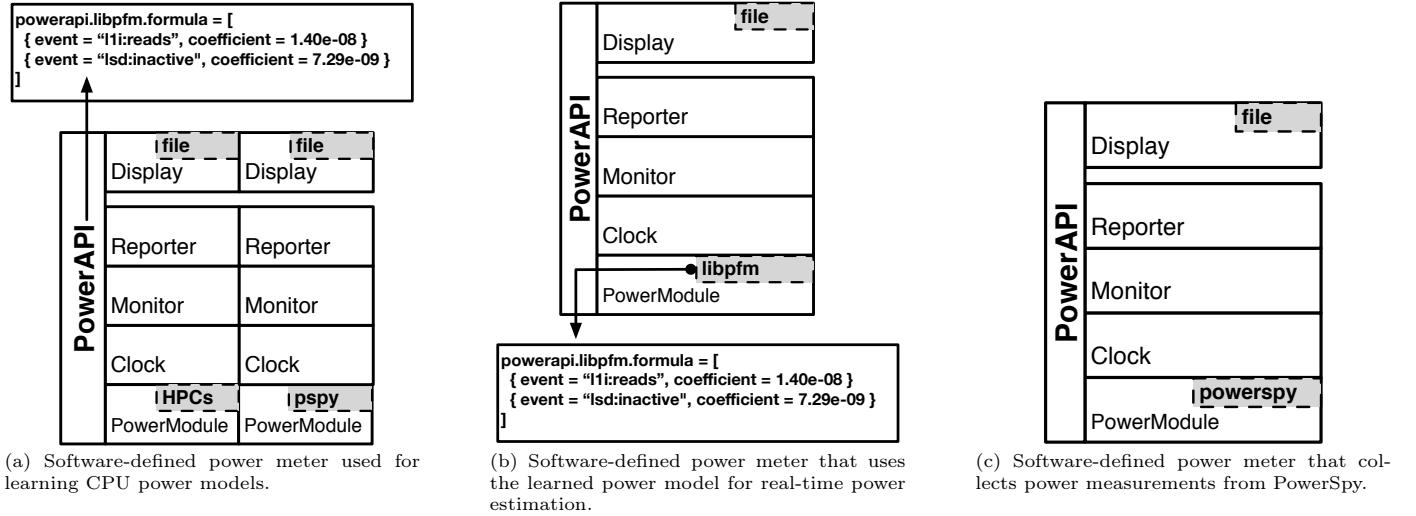 powerapi.libpfm.formula = [
{ event = “l1i:reads”, coefficient = 1.40e-08 }
{ event = “lsd:inactive", coefficient = 7.29e-09 }
]
PowerAPI
file
file
Display
Display
Reporter
Reporter
Monitor
Monitor
Clock
Clock
HPCs
pspy
PowerModule
PowerModule
(a) Software-defined power meter used for
learning CPU power models.
PowerAPI
file
Display
Reporter
Monitor
Clock
libpfm
PowerModule
powerapi.libpfm.formula = [
{ event = “l1i:reads”, coefficient = 1.40e-08 }
{ event = “lsd:inactive", coefficient = 7.29e-09 }
]
(b) Software-defined power meter that uses
the learned power model for real-time power
estimation.
PowerAPI
file
Display
Reporter
Monitor
Clock
powerspy
PowerModule
(c) Software-defined power meter that col-
lects power measurements from PowerSpy.